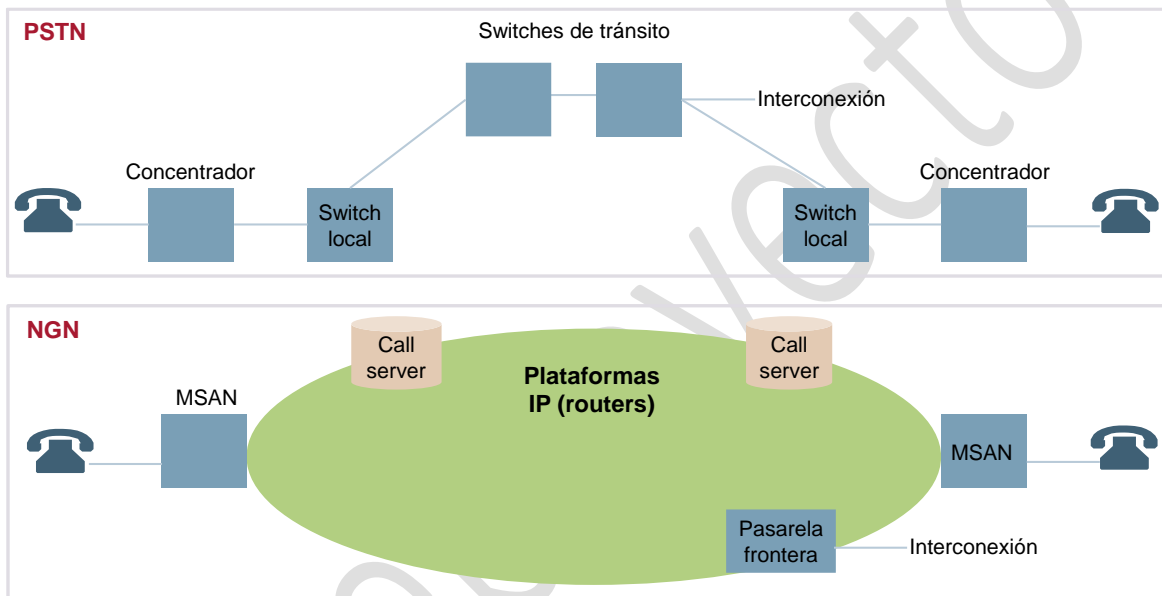 PSTN
Switches de tránsito
Interconexión
Concentrador
Concentrador
Switch
local
Switch
local
NGN
Call
server
Call
server
Plataformas
IP (routers)
MSAN
MSAN
Pasarela
frontera
Interconexión